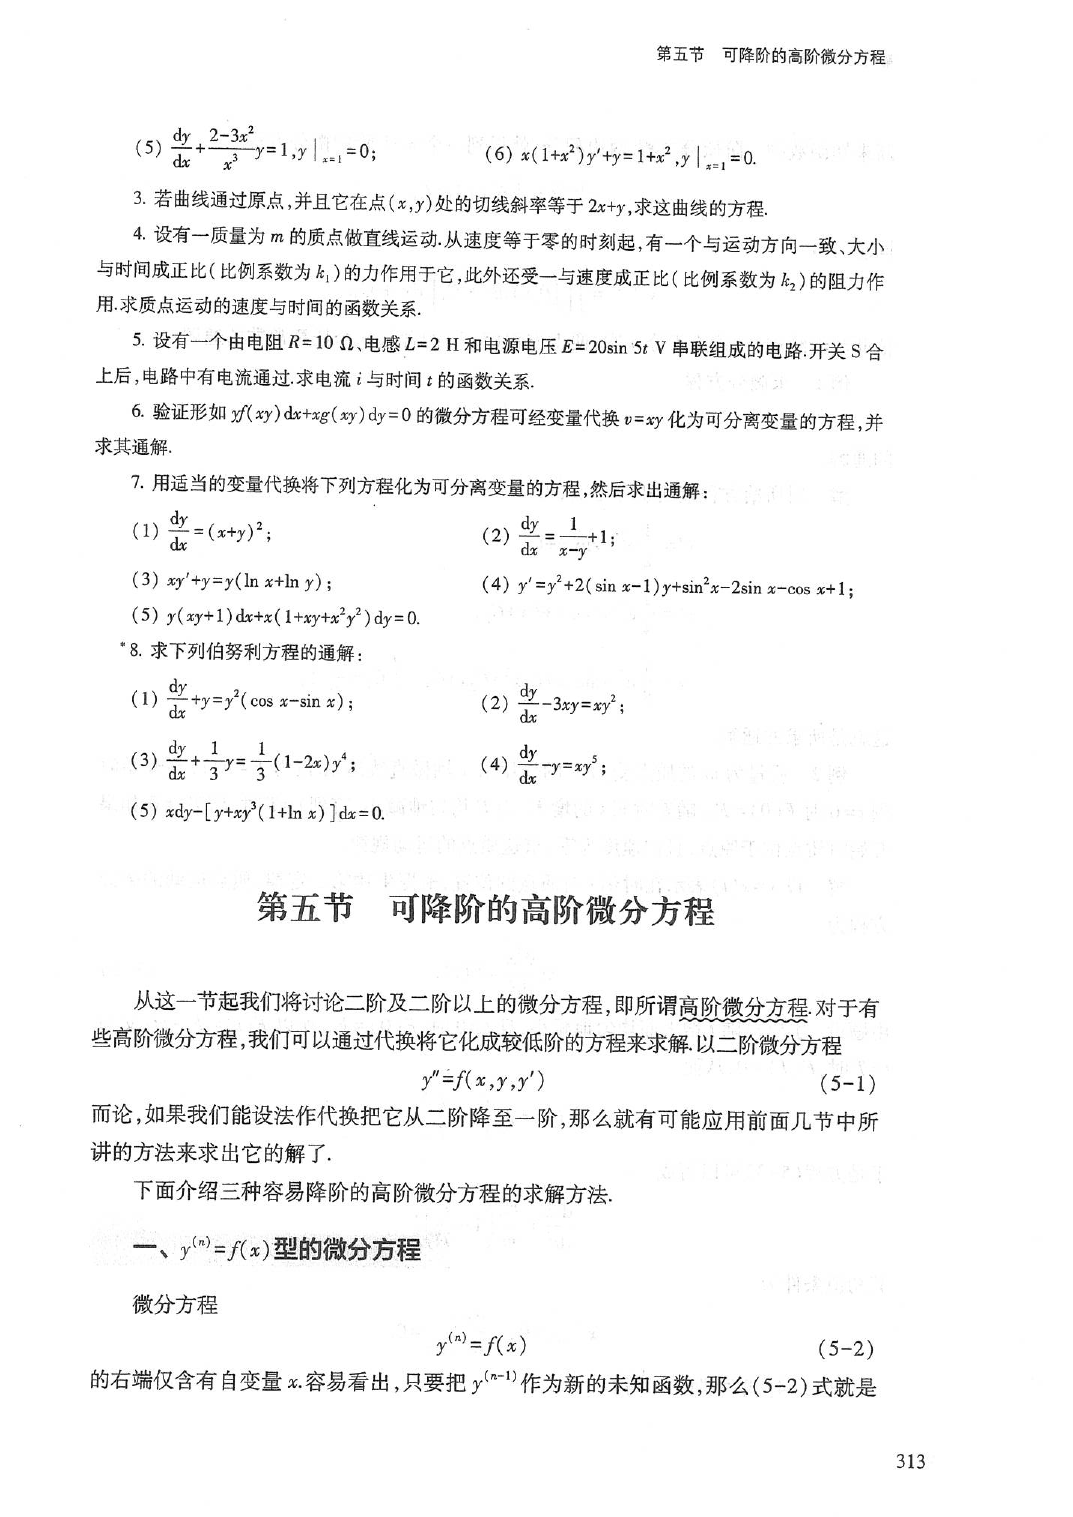 第五节 可降阶的高阶微分方程
(5) dy/dx+(2-3x²)/x³ y=1,y|ₓ₌₁=0;
(6) x(1+x²)y'+y=1+x²,y|ₓ₌₁=0.
3. 若曲线通过原点,并且它在点(x,y)处的切线斜率等于 2x+y,求这曲线的方程.
4. 设有一质量为 m 的质点做直线运动.从速度等于零的时刻起,有一个与运动方向一致、大小
与时间成正比(比例系数为 k₁)的力作用于它,此外还受一与速度成正比(比例系数为 k₂)的阻力作
用.求质点运动的速度与时间的函数关系.
5. 设有一个由电阻 R=10 Ω、电感 L=2 H 和电源电压 E=20sin 5t V 串联组成的电路.开关 S 合
上后,电路中有电流通过.求电流 i 与时间 t 的函数关系.
6. 验证形如 yf(xy)dx+xg(xy)dy=0 的微分方程可经变量代换 v=xy 化为可分离变量的方程,并
求其通解.
7. 用适当的变量代换将下列方程化为可分离变量的方程,然后求出通解:
(1) dy/dx=(x+y)²;
(2) dy/dx=1/(x-y)+1;
(3) xy'+y=y(ln x+ln y);
(4) y'=y²+2(sin x-1)y+sin²x-2sin x-cos x+1;
(5) y(xy+1)dx+x(1+xy+x²y²)dy=0.
*8. 求下列伯努利方程的通解:
(1) dy/dx+y=y²(cos x-sin x);
(2) dy/dx-3xy=xy²;
(3) dy/dx+1/3 y=1/3(1-2x)y⁴;
(4) dy/dx-y=xy⁵;
(5) xdy-[y+xy³(1+ln x)]dx=0.
第五节 可降阶的高阶微分方程
从这一节起我们将讨论二阶及二阶以上的微分方程,即所谓高阶微分方程.对于有
些高阶微分方程,我们可以通过代换将它化成较低阶的方程来求解.以二阶微分方程
y"=f(x,y,y') (5-1)
而论,如果我们能设法作代换把它从二阶降至一阶,那么就有可能应用前面几节中所
讲的方法来求出它的解了.
下面介绍三种容易降阶的高阶微分方程的求解方法.
一、y⁽ⁿ⁾=f(x)型的微分方程
微分方程
y⁽ⁿ⁾=f(x) (5-2)
的右端仅含有自变量 x.容易看出,只要把 y⁽ⁿ⁻¹⁾作为新的未知函数,那么(5-2)式就是
313